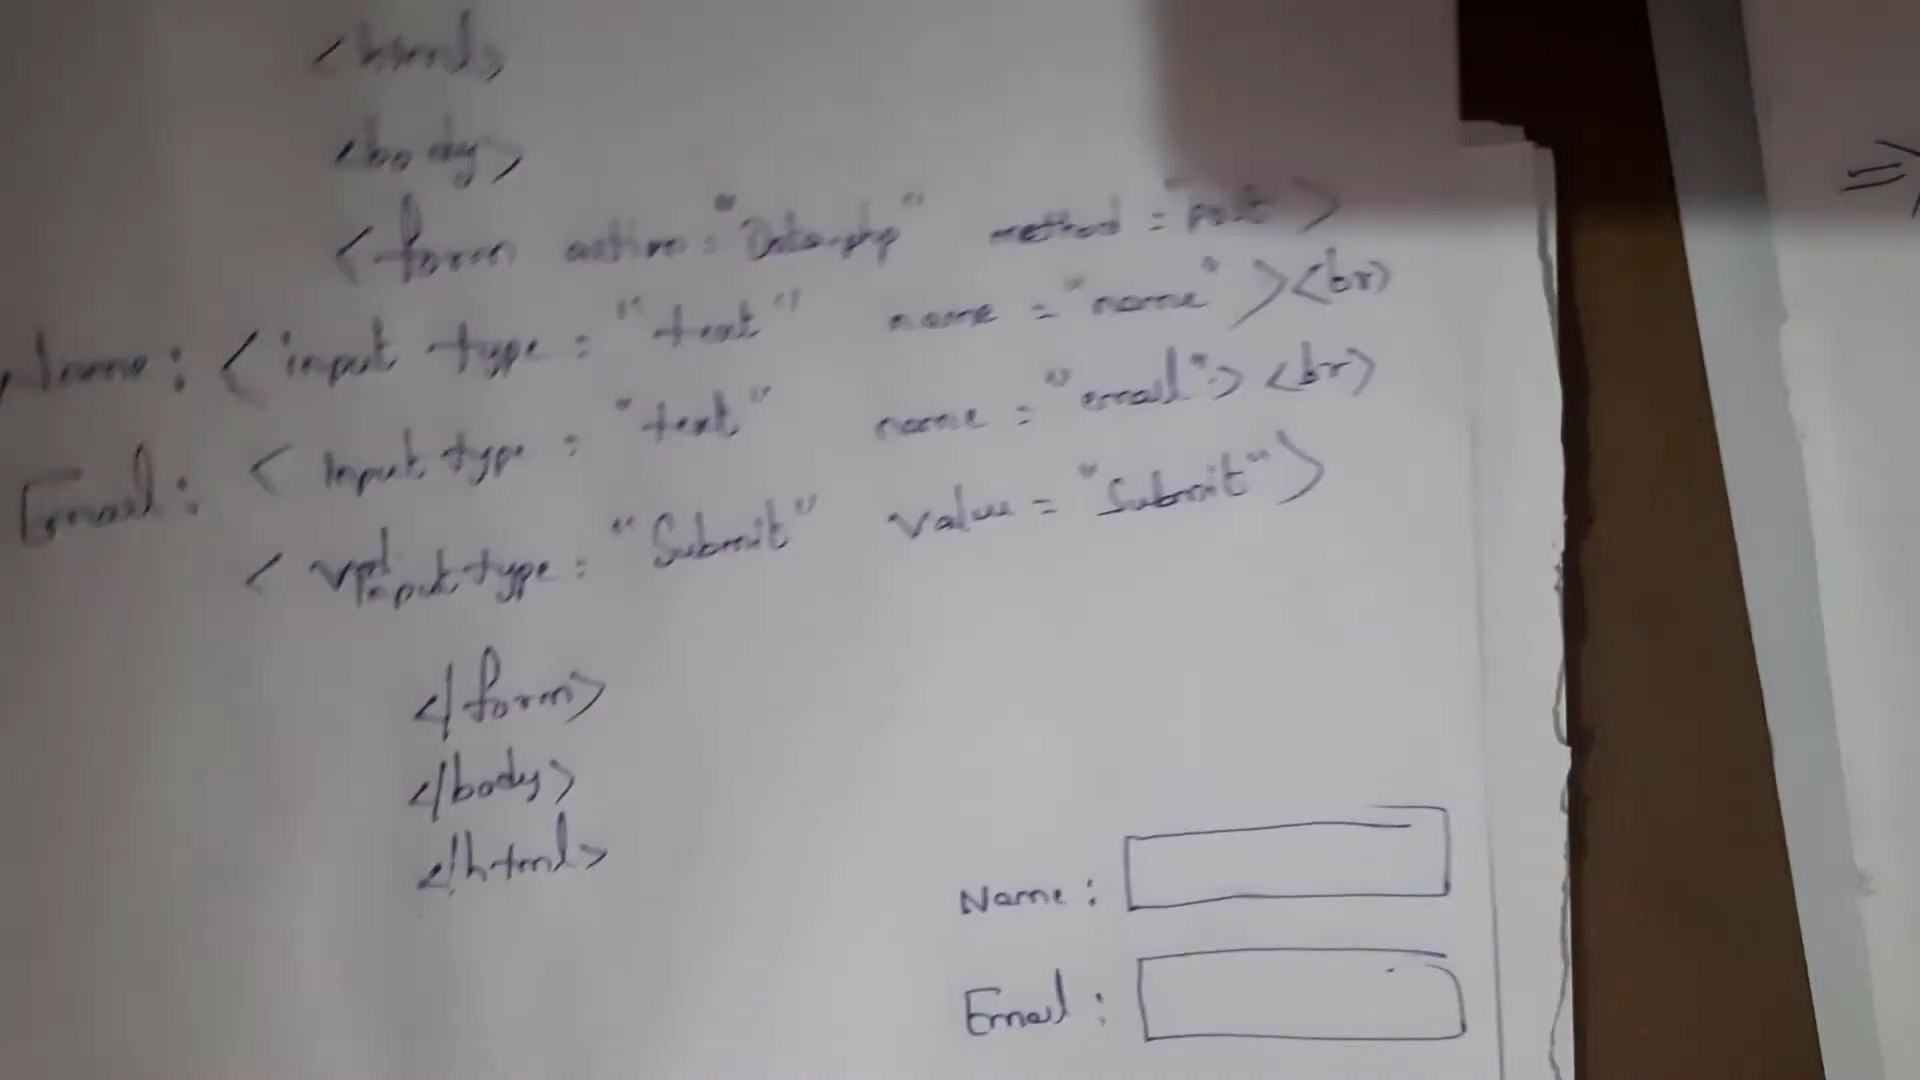 <html>
<body>
<form action = "Data.php" method = "Post>
Name : < input type = "text" name = "name" ><br>
Email : < input type = "text" name = "email"><br>
< input type = "Submit" value = "Submit">
</form>
</body>
</html>
Name :
Email :
=>